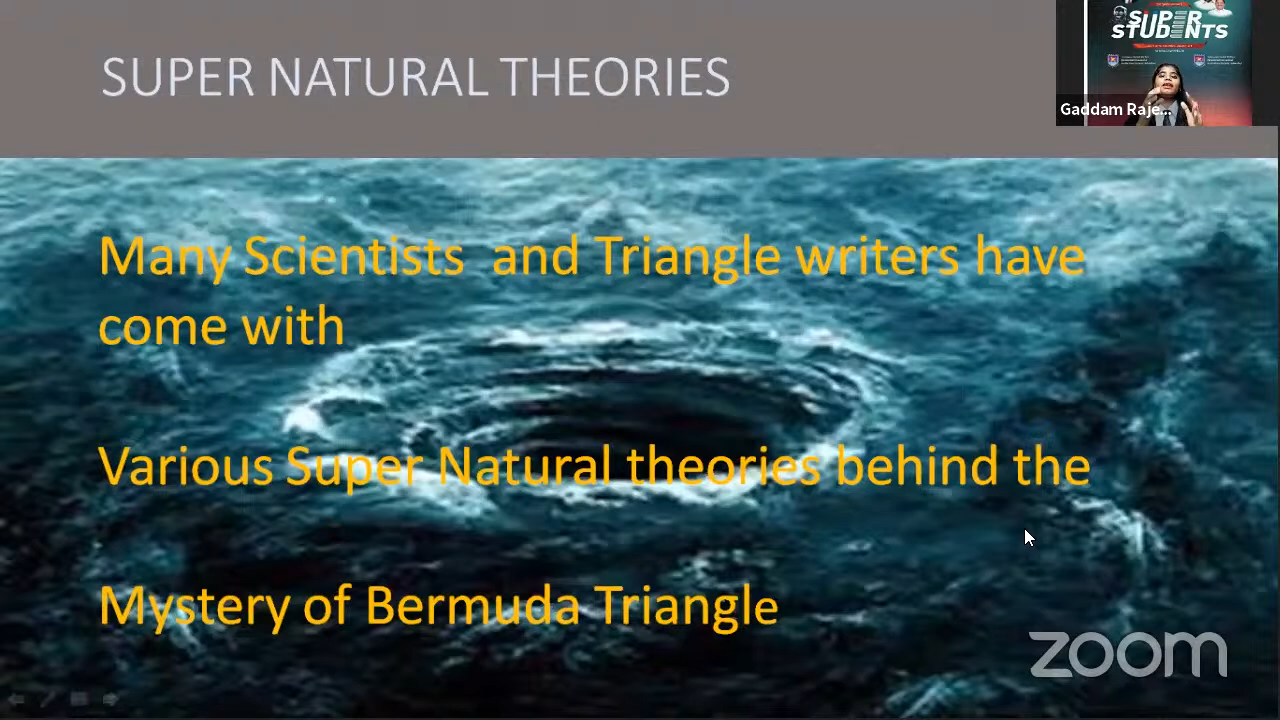 SUPER NATURAL THEORIES
SUPER
STUDENTS
Gaddam Raje...
Many Scientists  and Triangle writers have
come with
Various Super Natural theories behind the
Mystery of Bermuda Triangle
zoom